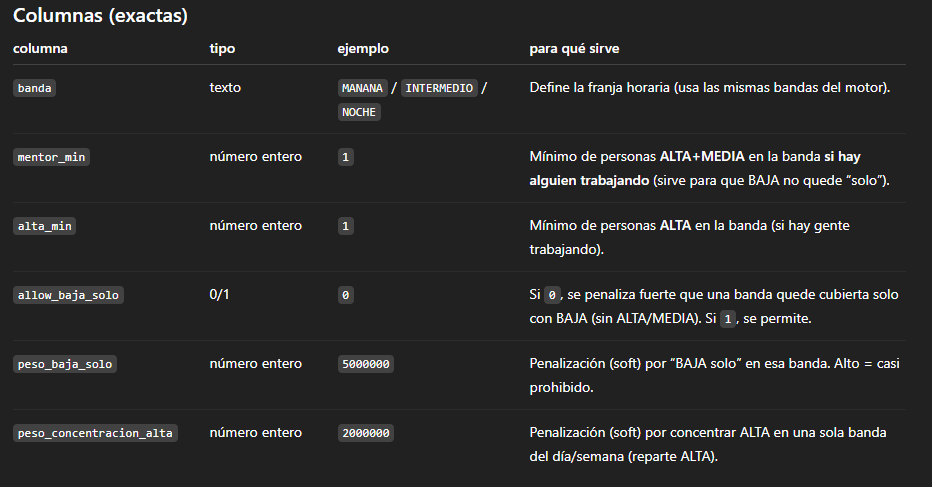 Columnas (exactas)
columna tipo ejemplo para qué sirve
banda texto MANANA / INTERMEDIO / Define la franja horaria (usa las mismas bandas del motor).
NOCHE
mentor_min número entero 1 Mínimo de personas ALTA+MEDIA en la banda si hay
alguien trabajando (sirve para que BAJA no quede “solo”).
alta_min número entero 1 Mínimo de personas ALTA en la banda (si hay gente
trabajando).
allow_baja_solo 0/1 0 Si 0, se penaliza fuerte que una banda quede cubierta solo
con BAJA (sin ALTA/MEDIA). Si 1, se permite.
peso_baja_solo número entero 5000000 Penalización (soft) por “BAJA solo” en esa banda. Alto = casi
prohibido.
peso_concentracion_alta número entero 2000000 Penalización (soft) por concentrar ALTA en una sola banda
del día/semana (reparte ALTA).